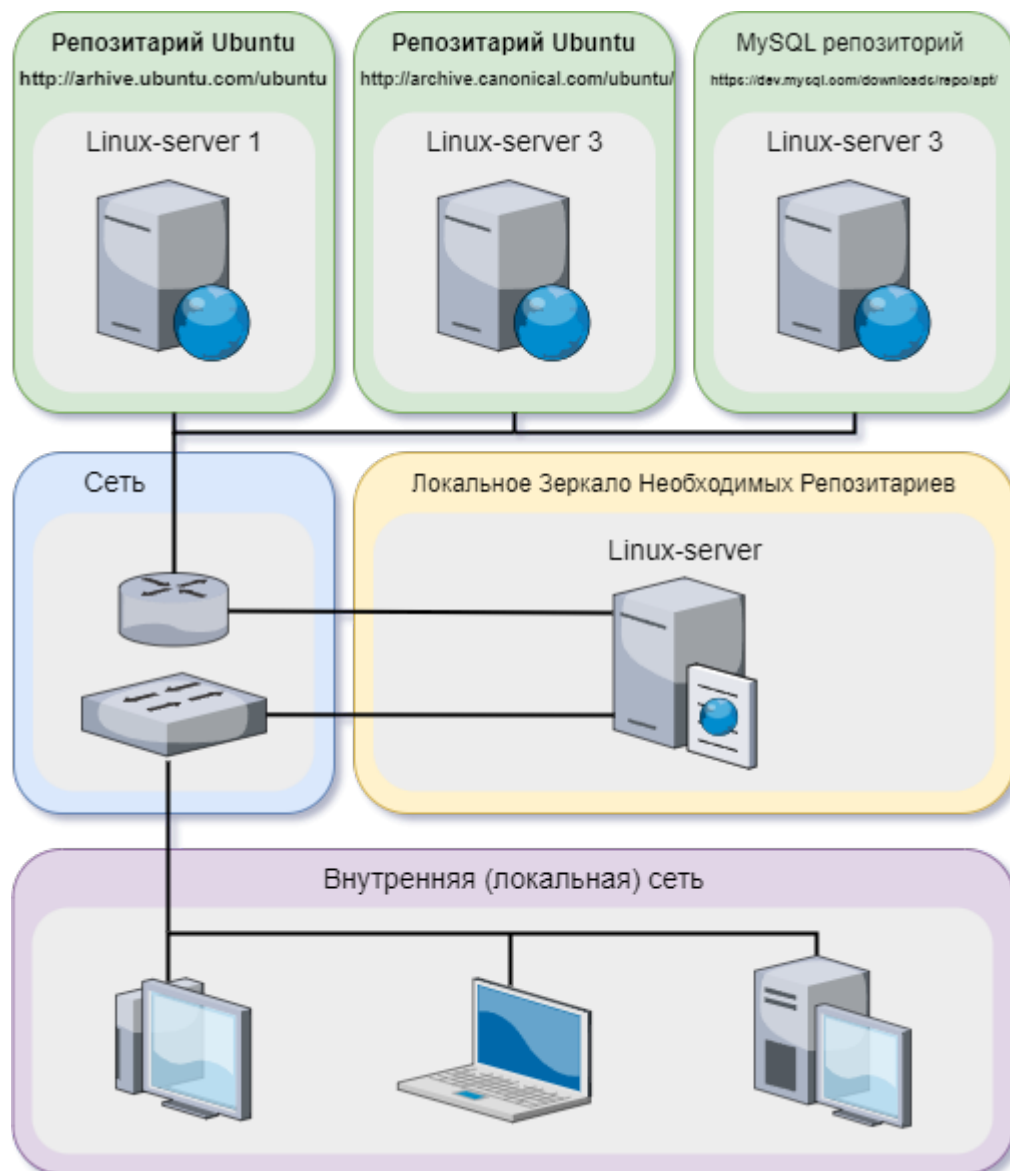 Репозитарий Ubuntu
http://arhive.ubuntu.com/ubuntu
Linux-server 1
Репозитарий Ubuntu
http://archive.canonical.com/ubuntu/
Linux-server 3
MySQL репозиторий
https://dev.mysql.com/downloads/repo/apt/
Linux-server 3
Сеть
Локальное Зеркало Необходимых Репозитариев
Linux-server
Внутренняя (локальная) сеть